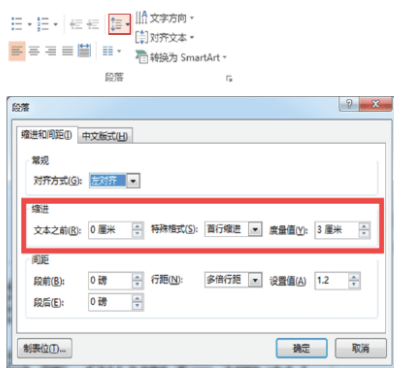 文字方向
对齐文本
转换为 SmartArt
段落
段落
缩进和间距(I) 中文版式(H)
常规
对齐方式(G): 左对齐
缩进
文本之前(R): 0 厘米 特殊格式(S): 首行缩进 度量值(Y): 3 厘米
间距
段前(B): 0 磅 行距(N): 多倍行距 设置值(A) 1.2
段后(E): 0 磅
制表位(T)... 确定 取消